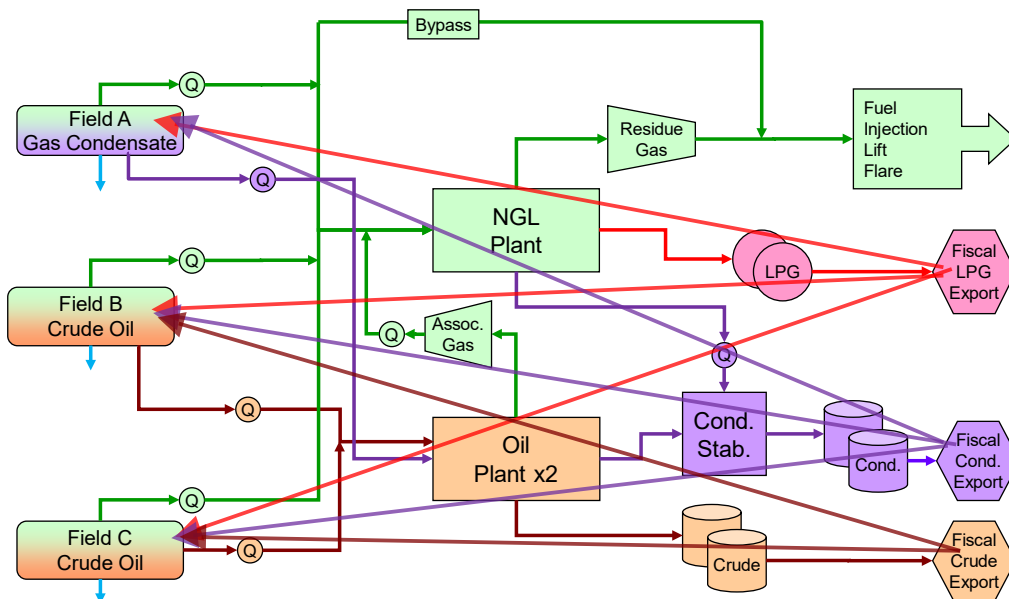 Bypass
Q
Field A
Gas Condensate
Residue
Gas
Fuel
Injection
Lift
Flare
Q
NGL
Plant
LPG
Fiscal
LPG
Export
Q
Field B
Crude Oil
Assoc.
Gas
Q
Q
Q
Oil
Plant x2
Cond.
Stab.
Cond.
Fiscal
Cond.
Export
Q
Field C
Crude Oil
Q
Crude
Fiscal
Crude
Export